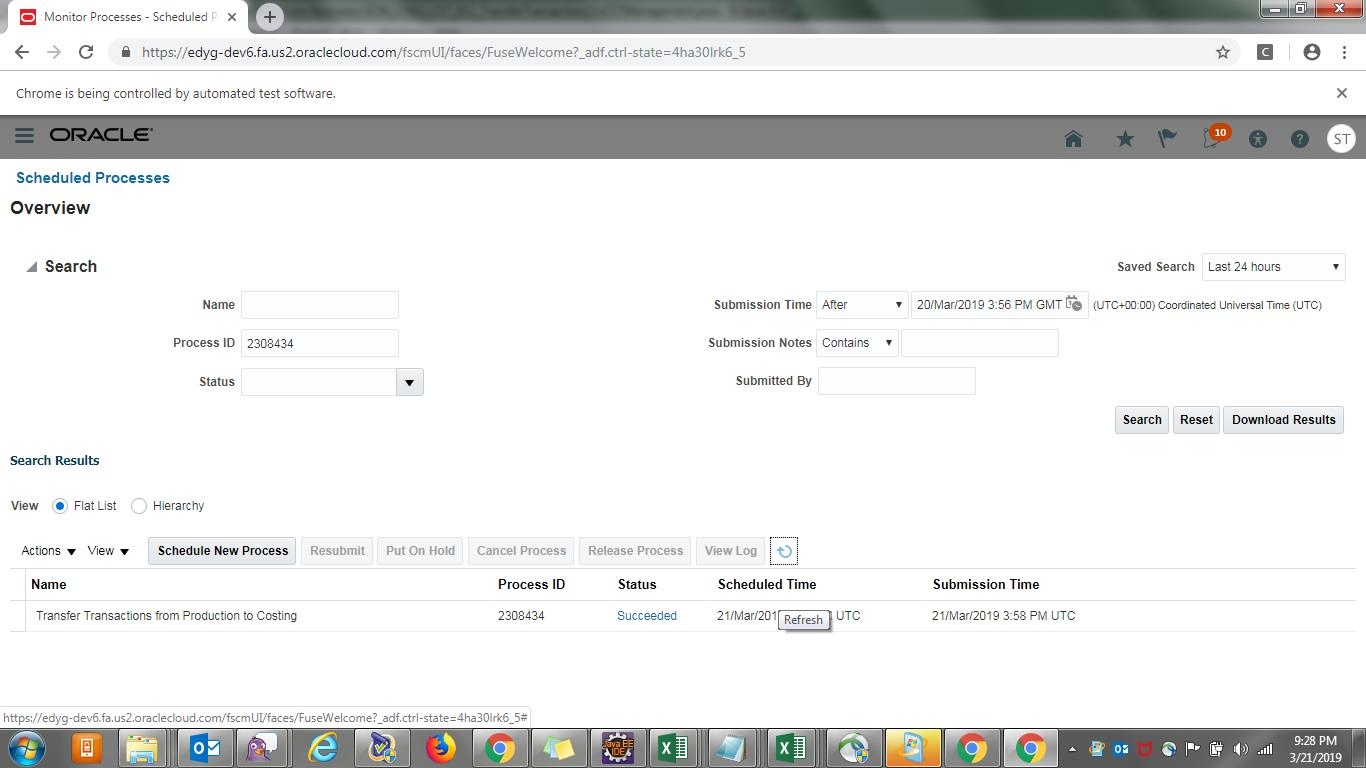 Monitor Processes - Scheduled P
https://edyg-dev6.fa.us2.oraclecloud.com/fscmUI/faces/FuseWelcome?_adf.ctrl-state=4ha30lrk6_5
C
Chrome is being controlled by automated test software.
ORACLE
10
ST
Scheduled Processes
Overview
Search
Saved Search Last 24 hours
Name
Submission Time After 20/Mar/2019 3:56 PM GMT (UTC+00:00) Coordinated Universal Time (UTC)
Process ID 2308434
Submission Notes Contains
Status
Submitted By
Search Reset Download Results
Search Results
View Flat List Hierarchy
Actions View Schedule New Process Resubmit Put On Hold Cancel Process Release Process View Log
Name Process ID Status Scheduled Time Submission Time
Transfer Transactions from Production to Costing 2308434 Succeeded 21/Mar/201 UTC 21/Mar/2019 3:58 PM UTC
Refresh
https://edyg-dev6.fa.us2.oraclecloud.com/fscmUI/faces/FuseWelcome?_adf.ctrl-state=4ha30lrk6_5#
Java EE
IDE
9:28 PM
3/21/2019